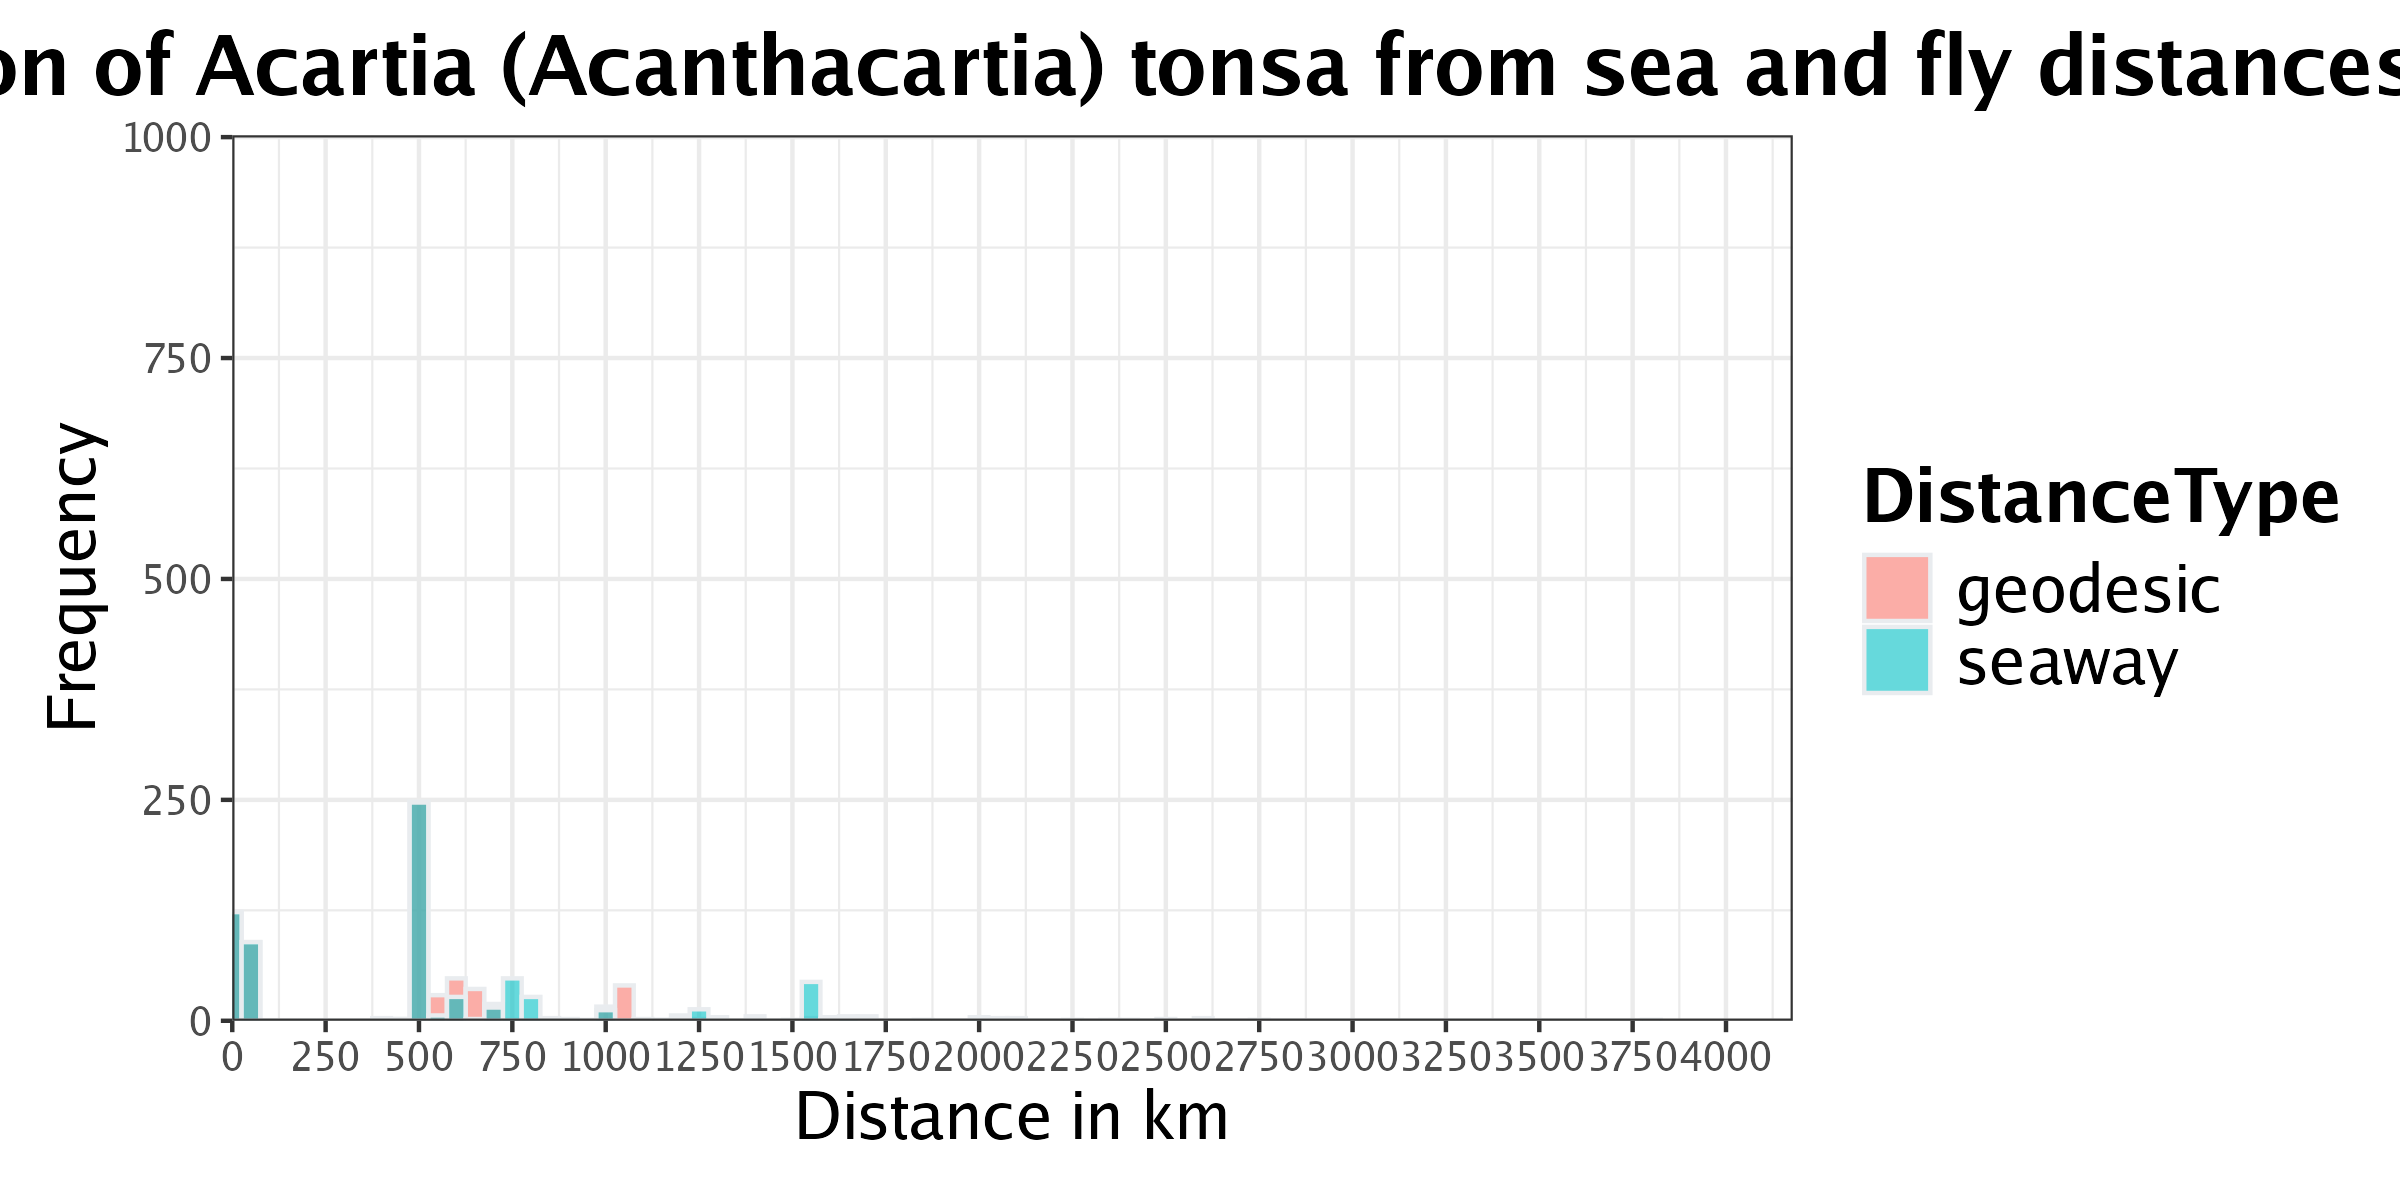 on of Acartia (Acanthacartia) tonsa from sea and fly distances
1000
750
500
250
0
Frequency
0 250 500 750 1000 1250 1500 1750 2000 2250 2500 2750 3000 3250 3500 3750 4000
Distance in km
DistanceType
geodesic
seaway